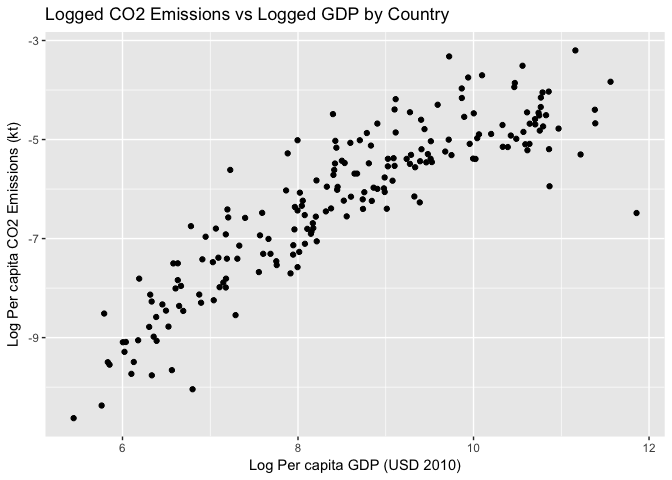 Logged CO2 Emissions vs Logged GDP by Country
-3
-5
-7
-9
Log Per capita CO2 Emissions (kt)
6
8
10
12
Log Per capita GDP (USD 2010)